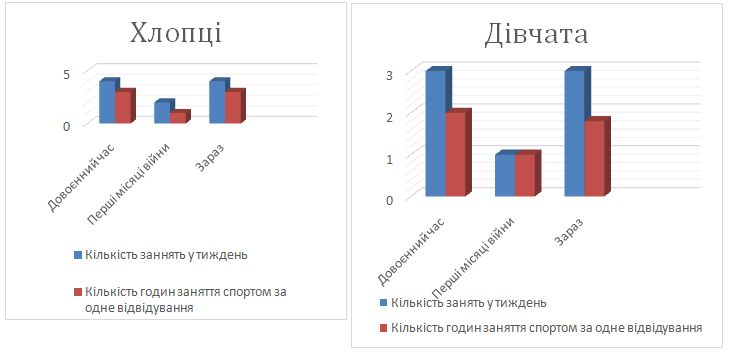 Хлопці
5
0
Довоєнний час
Перші місяці війни
Зараз
Кількість заннять у тиждень
Кількість годин заняття спортом за
одне відвідування
Дівчата
3
2
1
0
Довоєнний час
Перші місяці війни
Зараз
Кількість занять у тиждень
Кількість годин заняття спортом за одне відвідування